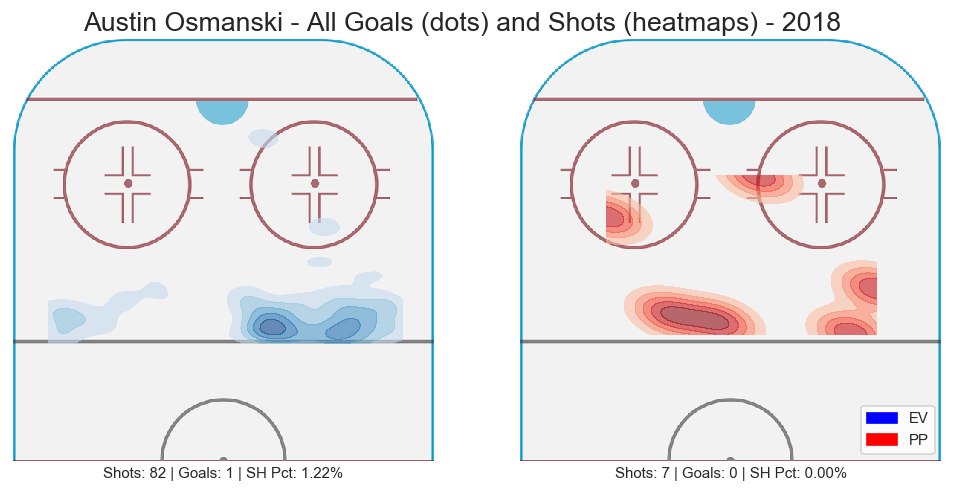 Austin Osmanski - All Goals (dots) and Shots (heatmaps) - 2018
EV
PP
Shots: 82 | Goals: 1 | SH Pct: 1.22%
Shots: 7 | Goals: 0 | SH Pct: 0.00%